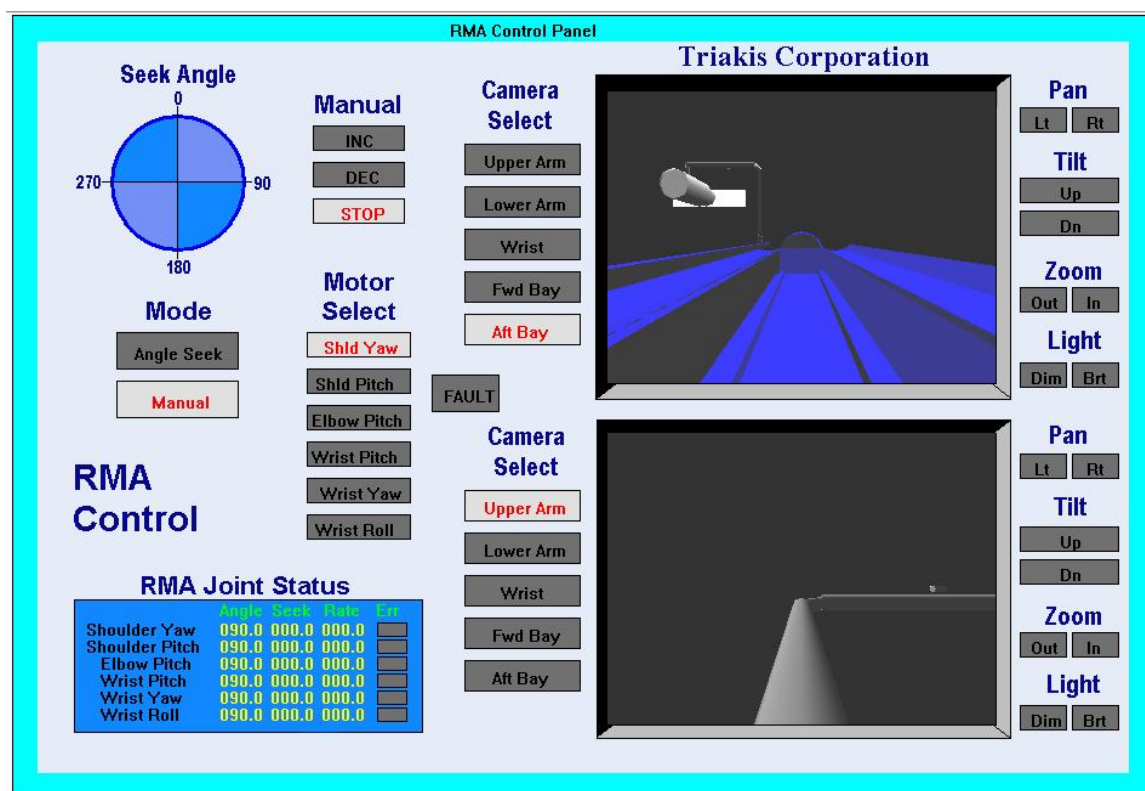 RMA Control Panel
Triakis Corporation
Seek Angle
0
270
90
180
Mode
Angle Seek
Manual
Manual
INC
DEC
STOP
Motor
Select
Shld Yaw
Shld Pitch
Elbow Pitch
Wrist Pitch
Wrist Yaw
Wrist Roll
FAULT
Camera
Select
Upper Arm
Lower Arm
Wrist
Fwd Bay
Aft Bay
Pan
Lt Rt
Tilt
Up
Dn
Zoom
Out In
Light
Dim Brt
Camera
Select
Upper Arm
Lower Arm
Wrist
Fwd Bay
Aft Bay
Pan
Lt Rt
Tilt
Up
Dn
Zoom
Out In
Light
Dim Brt
RMA
Control
RMA Joint Status
Angle Seek Rate Err
Shoulder Yaw 090.0 000.0 000.0
Shoulder Pitch 090.0 000.0 000.0
Elbow Pitch 090.0 000.0 000.0
Wrist Pitch 090.0 000.0 000.0
Wrist Yaw 090.0 000.0 000.0
Wrist Roll 090.0 000.0 000.0